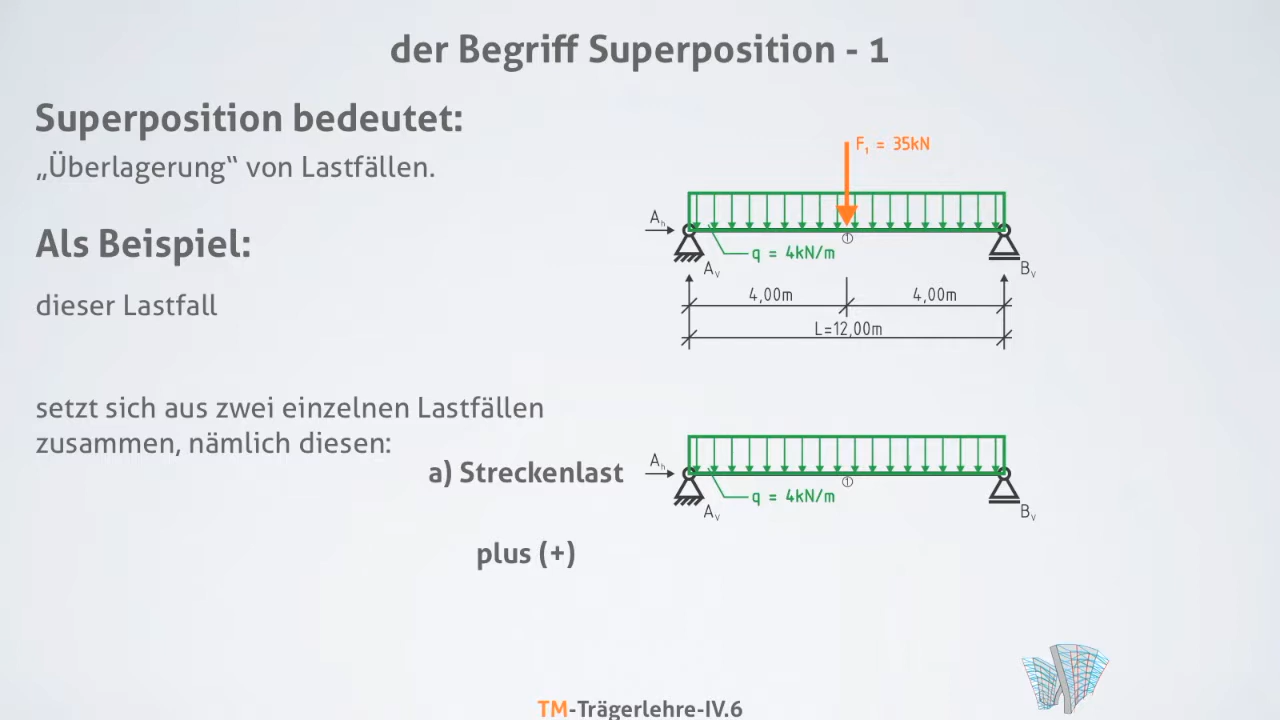 der Begriff Superposition - 1
Superposition bedeutet:
„Überlagerung“ von Lastfällen.
F1 = 35kN
Ah
Als Beispiel:
①
q = 4kN/m
Av
Bv
dieser Lastfall
4,00m
4,00m
L=12,00m
setzt sich aus zwei einzelnen Lastfällen
zusammen, nämlich diesen:
a) Streckenlast
Ah
①
q = 4kN/m
Av
Bv
plus (+)
TM-Trägerlehre-IV.6